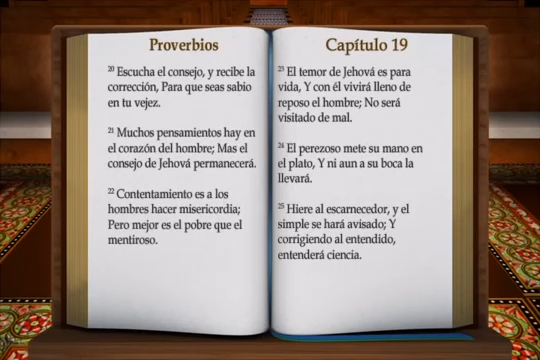 Proverbios
20 Escucha el consejo, y recibe la
corrección, Para que seas sabio
en tu vejez.
21 Muchos pensamientos hay en
el corazón del hombre; Mas el
consejo de Jehová permanecerá.
22 Contentamiento es a los
hombres hacer misericordia;
Pero mejor es el pobre que el
mentiroso.
Capítulo 19
23 El temor de Jehová es para
vida, Y con él vivirá lleno de
reposo el hombre; No será
visitado de mal.
24 El perezoso mete su mano en
el plato, Y ni aun a su boca la
llevará.
25 Hiere al escarnecedor, y el
simple se hará avisado; Y
corrigiendo al entendido,
entenderá ciencia.